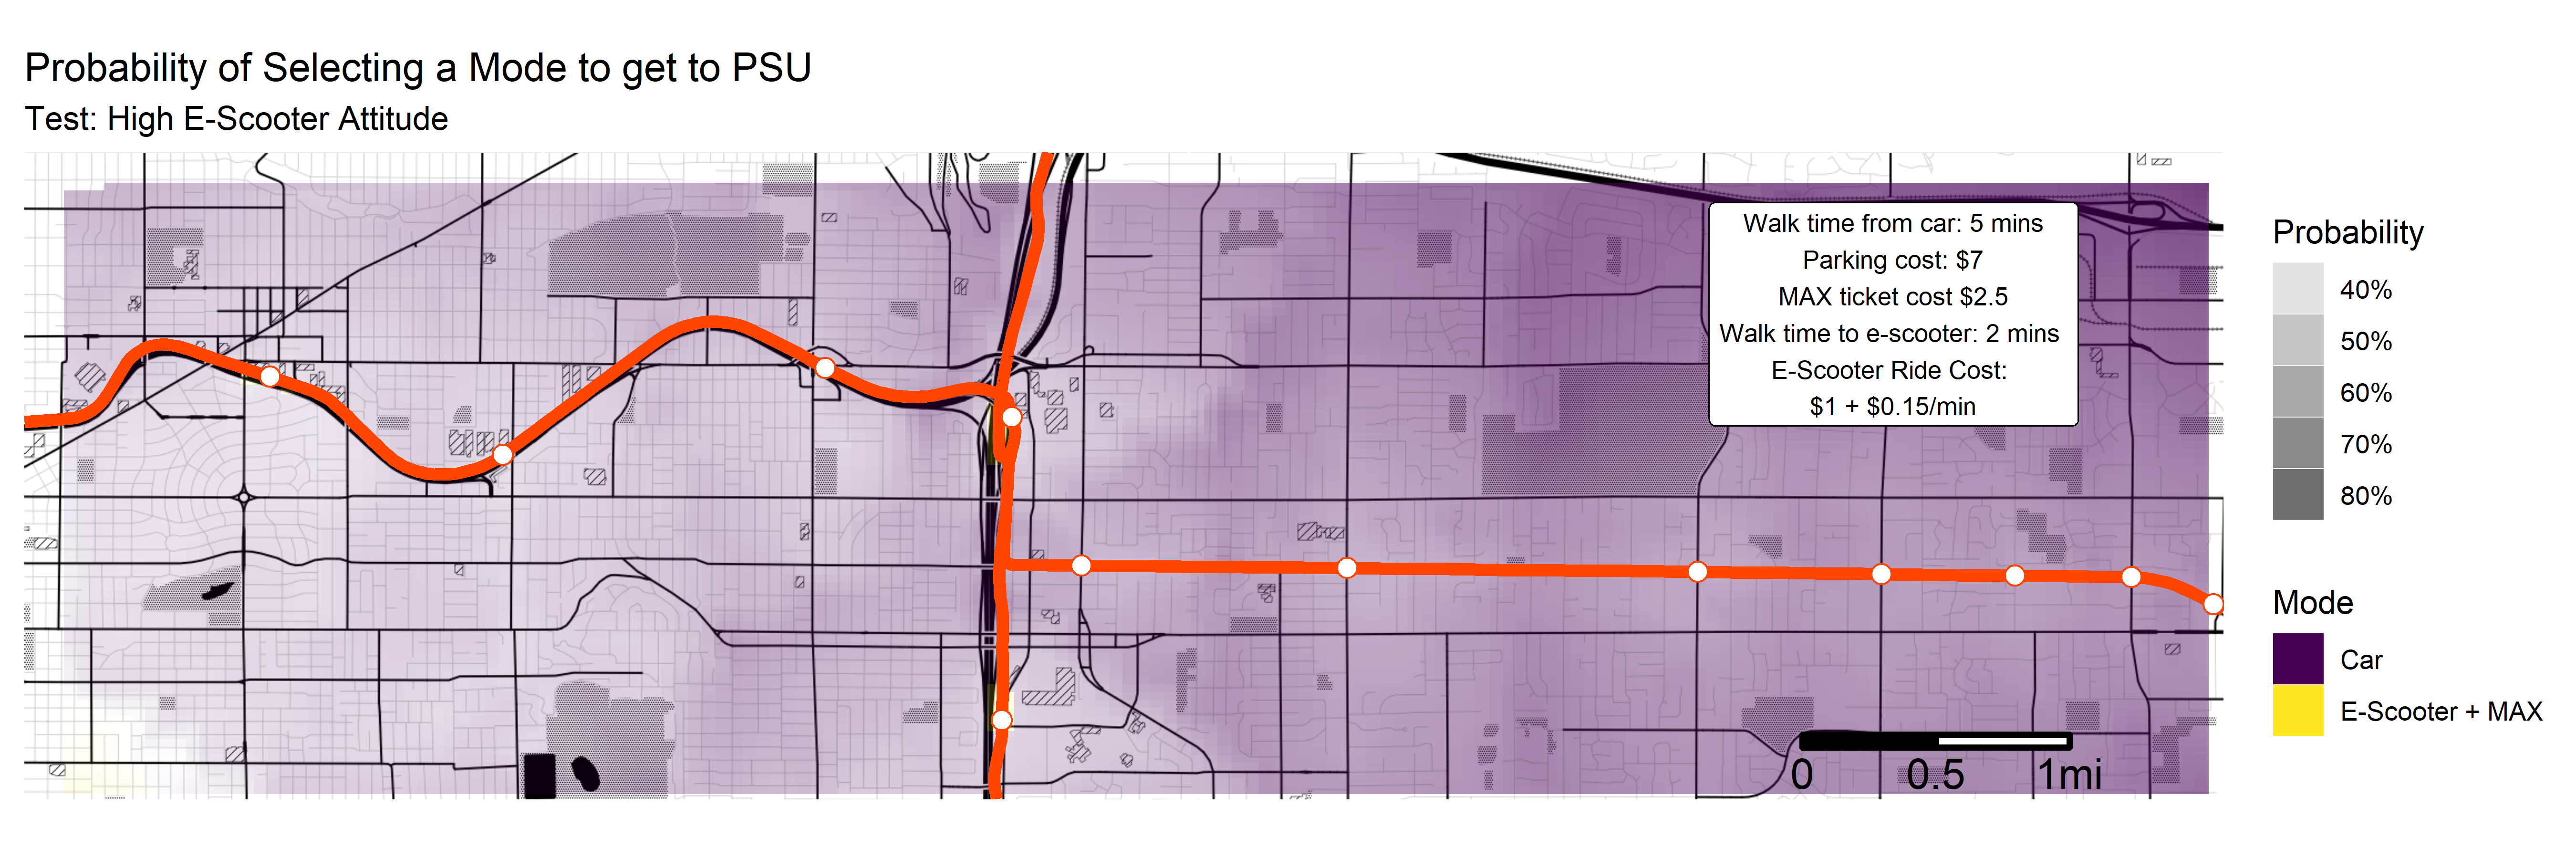 Probability of Selecting a Mode to get to PSU
Test: High E-Scooter Attitude
Walk time from car: 5 mins
Parking cost: $7
MAX ticket cost $2.5
Walk time to e-scooter: 2 mins
E-Scooter Ride Cost:
$1 + $0.15/min
0 0.5 1mi
Probability
40%
50%
60%
70%
80%
Mode
Car
E-Scooter + MAX